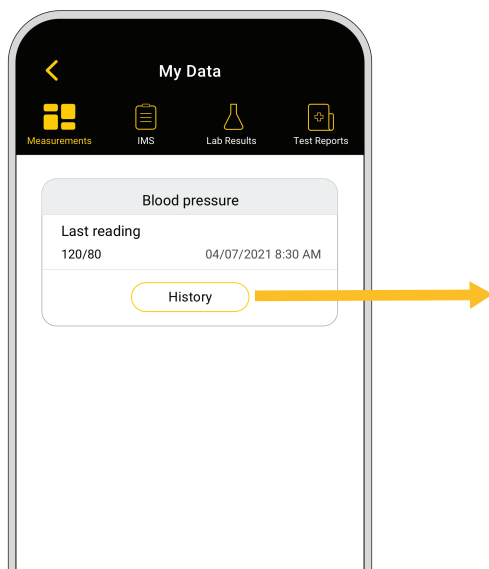 My Data
Measurements IMS Lab Results Test Reports
Blood pressure
Last reading
120/80 04/07/2021 8:30 AM
History